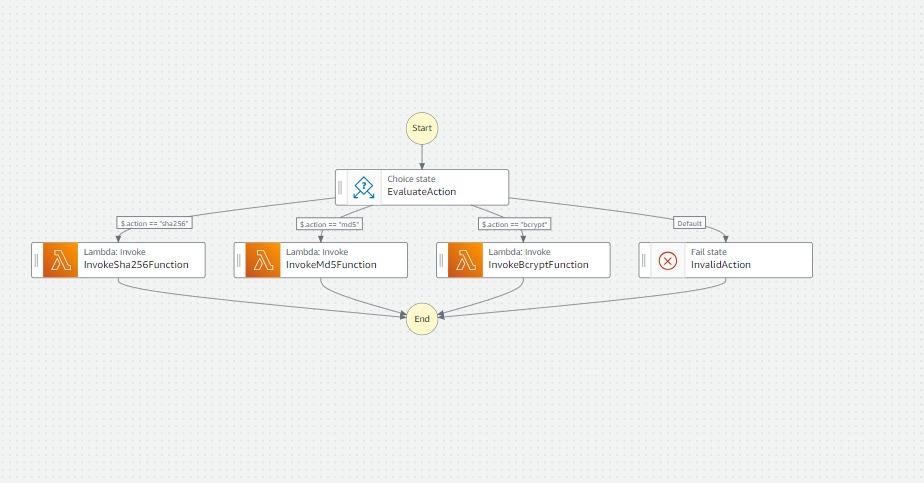 Start
Choice state
EvaluateAction
$.action == "sha256"
$.action == "md5"
$.action == "bcrypt"
Default
Lambda: Invoke
InvokeSha256Function
Lambda: Invoke
InvokeMd5Function
Lambda: Invoke
InvokeBcryptFunction
Fail state
InvalidAction
End